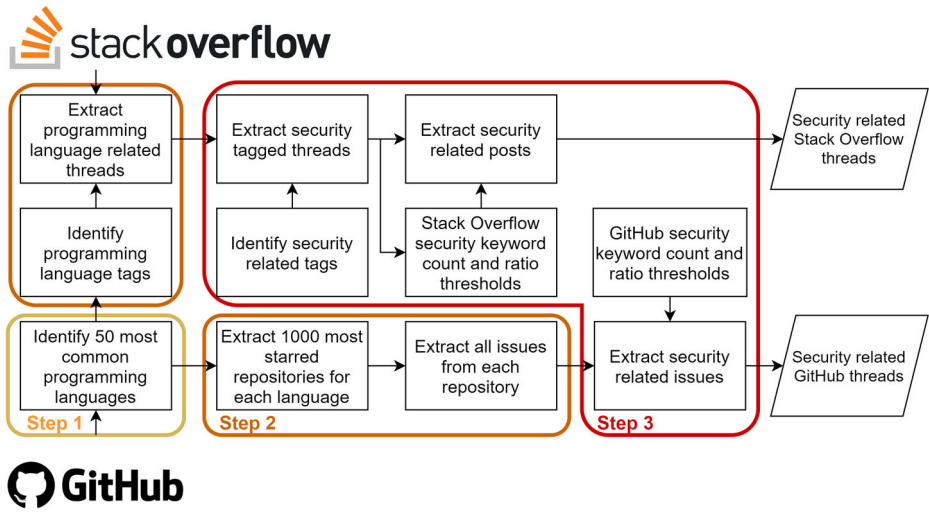 stackoverflow
Extract
programming
language related
threads
Extract security
tagged threads
Extract security
related posts
Security related
Stack Overflow
threads
Identify
programming
language tags
Identify security
related tags
Stack Overflow
security keyword
count and ratio
thresholds
GitHub security
keyword count and
ratio thresholds
Identify 50 most
common
programming
languages
Extract 1000 most
starred
repositories for
each language
Extract all issues
from each
repository
Extract security
related issues
Security related
GitHub threads
Step 1
Step 2
Step 3
GitHub